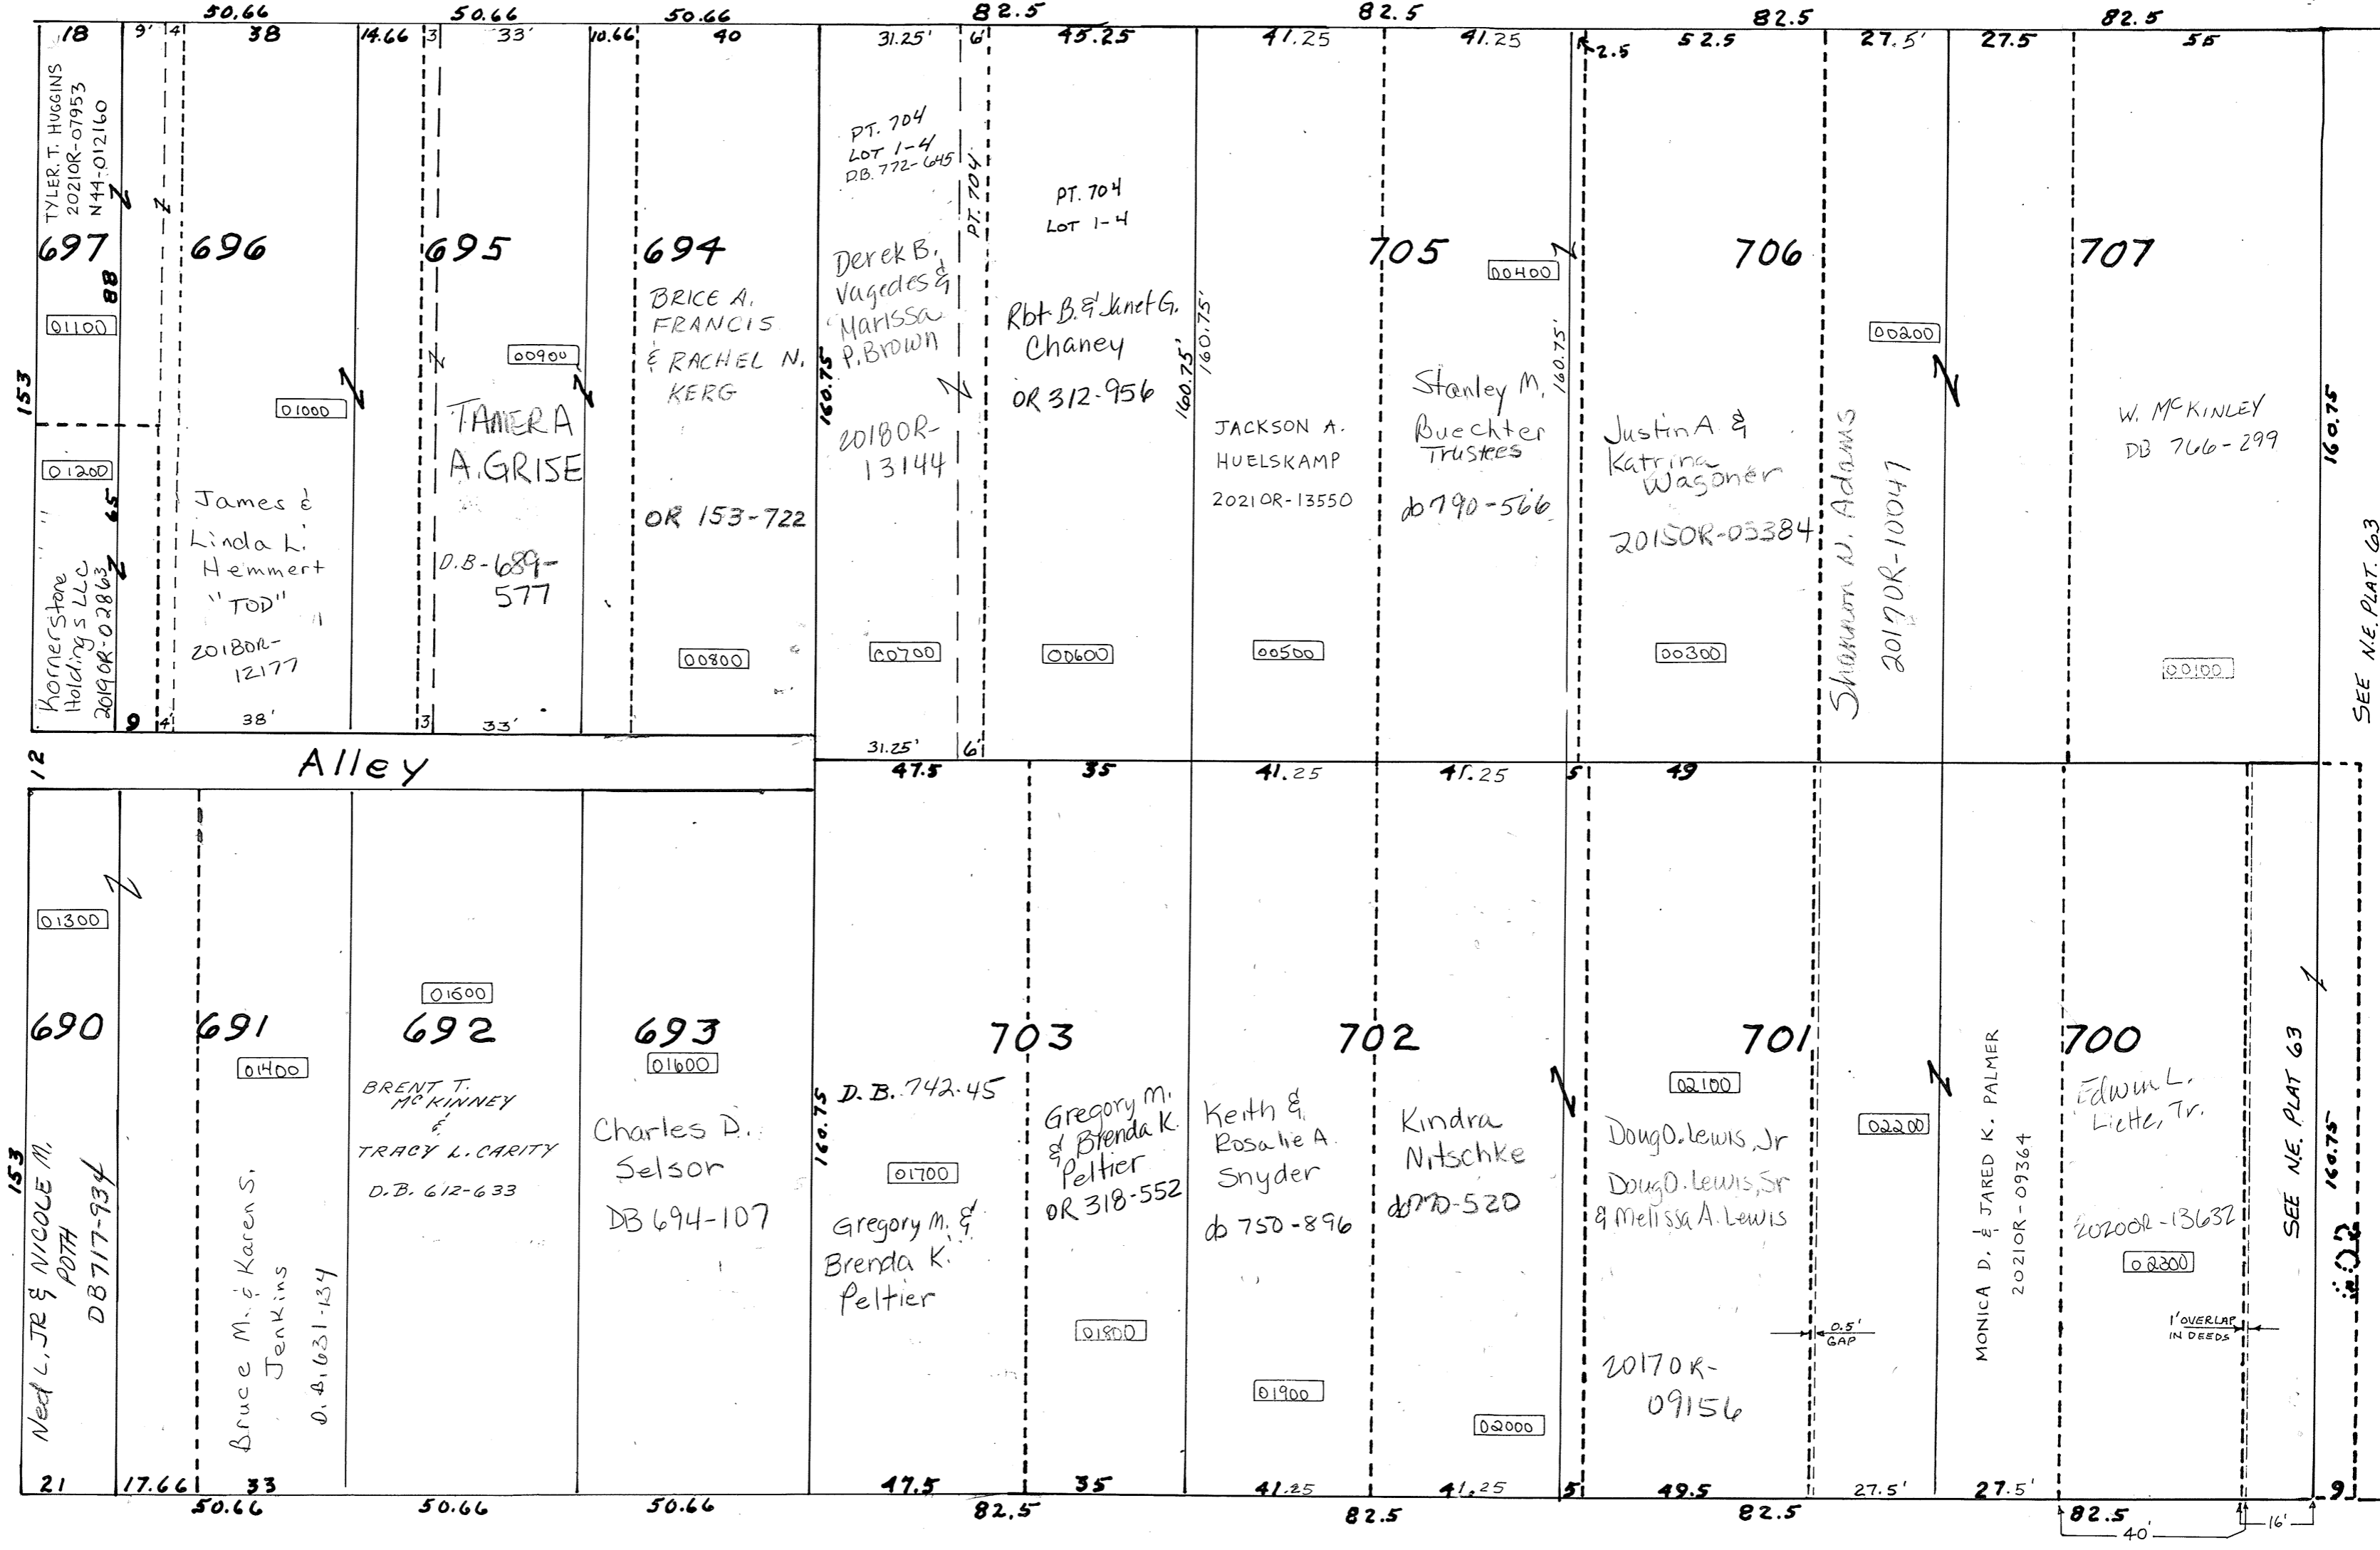 50.66 50.66 50.66 82.5 82.5 82.5 82.5
18 9' 4' 38 14.66 3 33' 10.66 40 31.25' 6' 45.25 41.25 41.25 2.5 52.5 27.5' 27.5 55
TYLER. T. HUGGINS
2021OR-07953
N44-012160
697
88
01100
153
01200
" "
65
Kornerstone
Holdings LLC
2019OR-02863
9 4'
696
01000
James &
Linda L.
Hemmert
"TOD"
2018OR-
12177
38'
695
00900
TAMERA
A. GRISE
D.B-689-
577
3 33'
694
BRICE A.
FRANCIS
& RACHEL N.
KERG
OR 153-722
00800
PT. 704
LOT 1-4
D.B. 772-645
Derek B.
Vagedes &
Marissa
P. Brown
160.75
2018OR-
13144
00700
31.25' 6'
PT. 704
PT. 704
LOT 1-4
Rbt B. & Janet G.
Chaney
OR 312-956
160.75'
00600
160.75'
JACKSON A.
HUELSKAMP
2021OR-13550
00500
705
00400
160.75'
Stanley M.
Buechter
Trustees
db 790-566
706
Justin A &
Katrina
Wagoner
2015OR-05384
00300
00200
Shannon N. Adams
2017OR-10047
707
W. McKINLEY
DB 766-299
00100
160.75
SEE N.E. PLAT. 63
12
Alley
47.5 35 41.25 41.25 5 49
01300
690
153
Ned L, JR & NICOLE M.
POTH
DB717-934
691
01400
Bruce M. & Karen S.
Jenkins
D.B. 631-134
01500
692
BRENT T.
McKINNEY
&
TRACY L. CARITY
D.B. 612-633
693
01600
Charles D.
Selsor
DB 694-107
703
160.75
D.B. 742-45
01700
Gregory M. &
Brenda K.
Peltier
Gregory M.
& Brenda K.
Peltier
OR 318-552
01800
702
Keith &
Rosalie A.
Snyder
db 750-896
01900
Kindra
Nitschke
db770-520
02000
701
02100
Doug O. Lewis, Jr
Doug O. Lewis, Sr
& Melissa A. Lewis
2017OR-
09156
02200
0.5'
GAP
MONICA D. & JARED K. PALMER
2021OR-09364
700
Edwin L.
Liette, Tr.
2020OR-13632
02300
1' OVERLAP
IN DEEDS
SEE N.E. PLAT 63
160.75
21 17.66 33 47.5 35 41.25 41.25 5 49.5 27.5' 27.5' 9
50.66 50.66 50.66 82.5 82.5 82.5 82.5
40' 16'